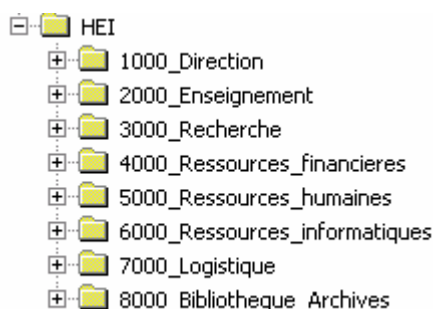 HEI
1000_Direction
2000_Enseignement
3000_Recherche
4000_Ressources_financieres
5000_Ressources_humaines
6000_Ressources_informatiques
7000_Logistique
8000_Bibliotheque_Archives